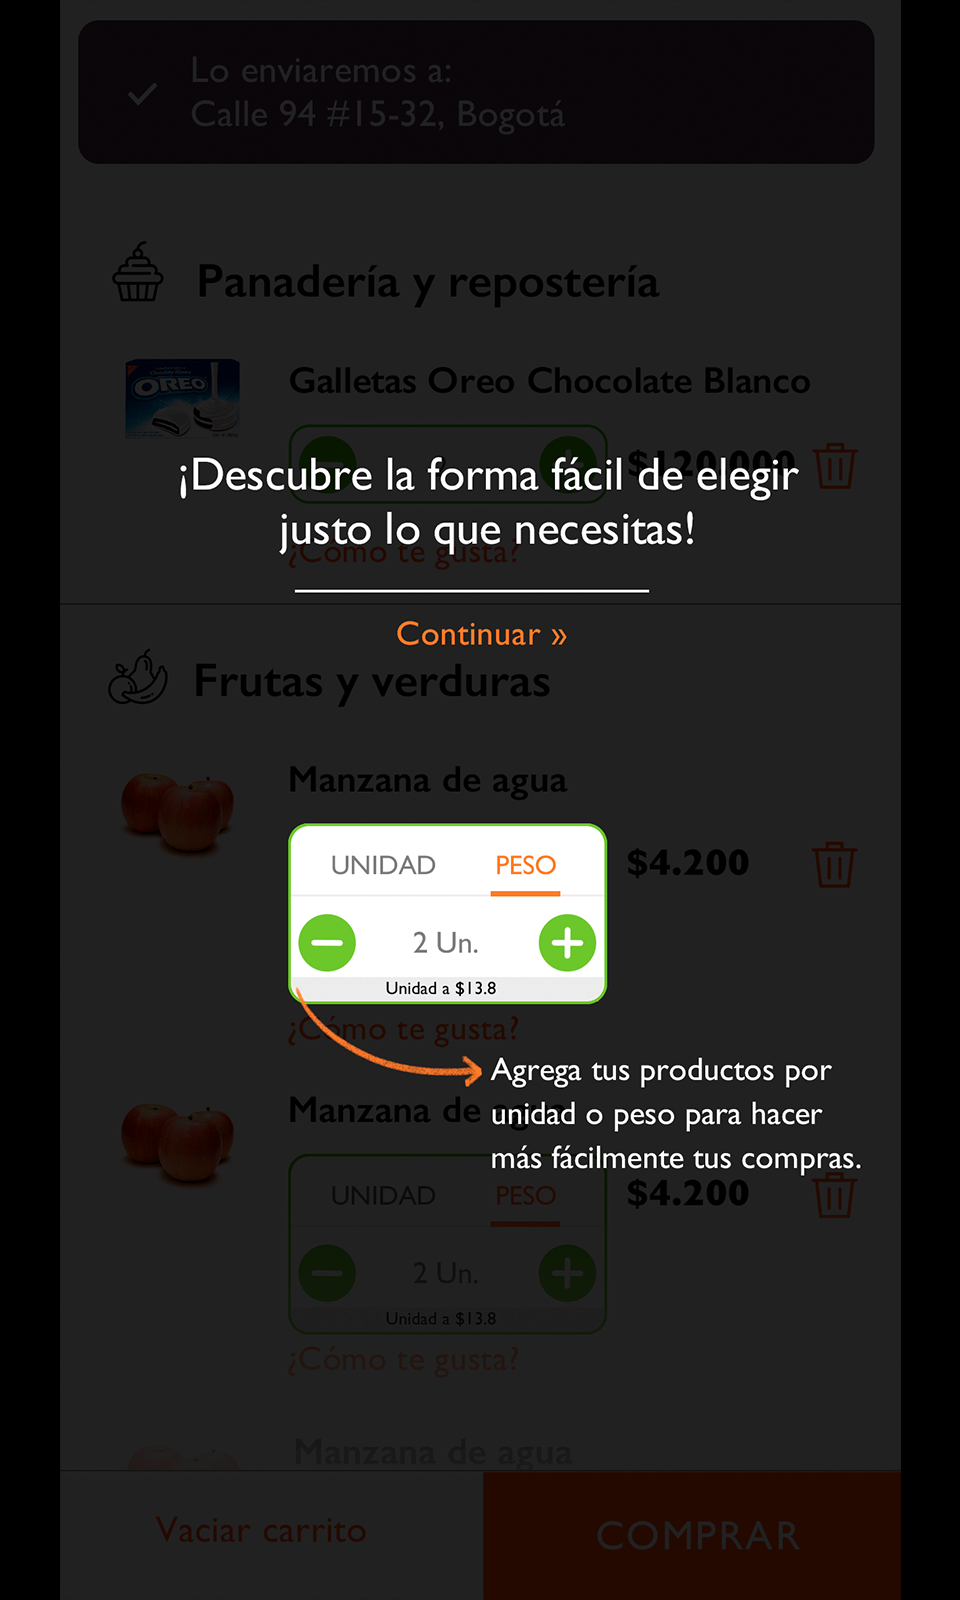 Lo enviaremos a:
Calle 94 #15-32, Bogotá
Panadería y repostería
OREO
Galletas Oreo Chocolate Blanco
$120.000
¡Descubre la forma fácil de elegir
justo lo que necesitas!
¿Cómo te gusta?
Continuar »
Frutas y verduras
Manzana de agua
UNIDAD PESO
$4.200
2 Un.
Unidad a $13.8
¿Cómo te gusta?
Agrega tus productos por
unidad o peso para hacer
más fácilmente tus compras.
Manzana de agua
UNIDAD PESO
$4.200
2 Un.
Unidad a $13.8
¿Cómo te gusta?
Manzana de agua
Vaciar carrito
COMPRAR